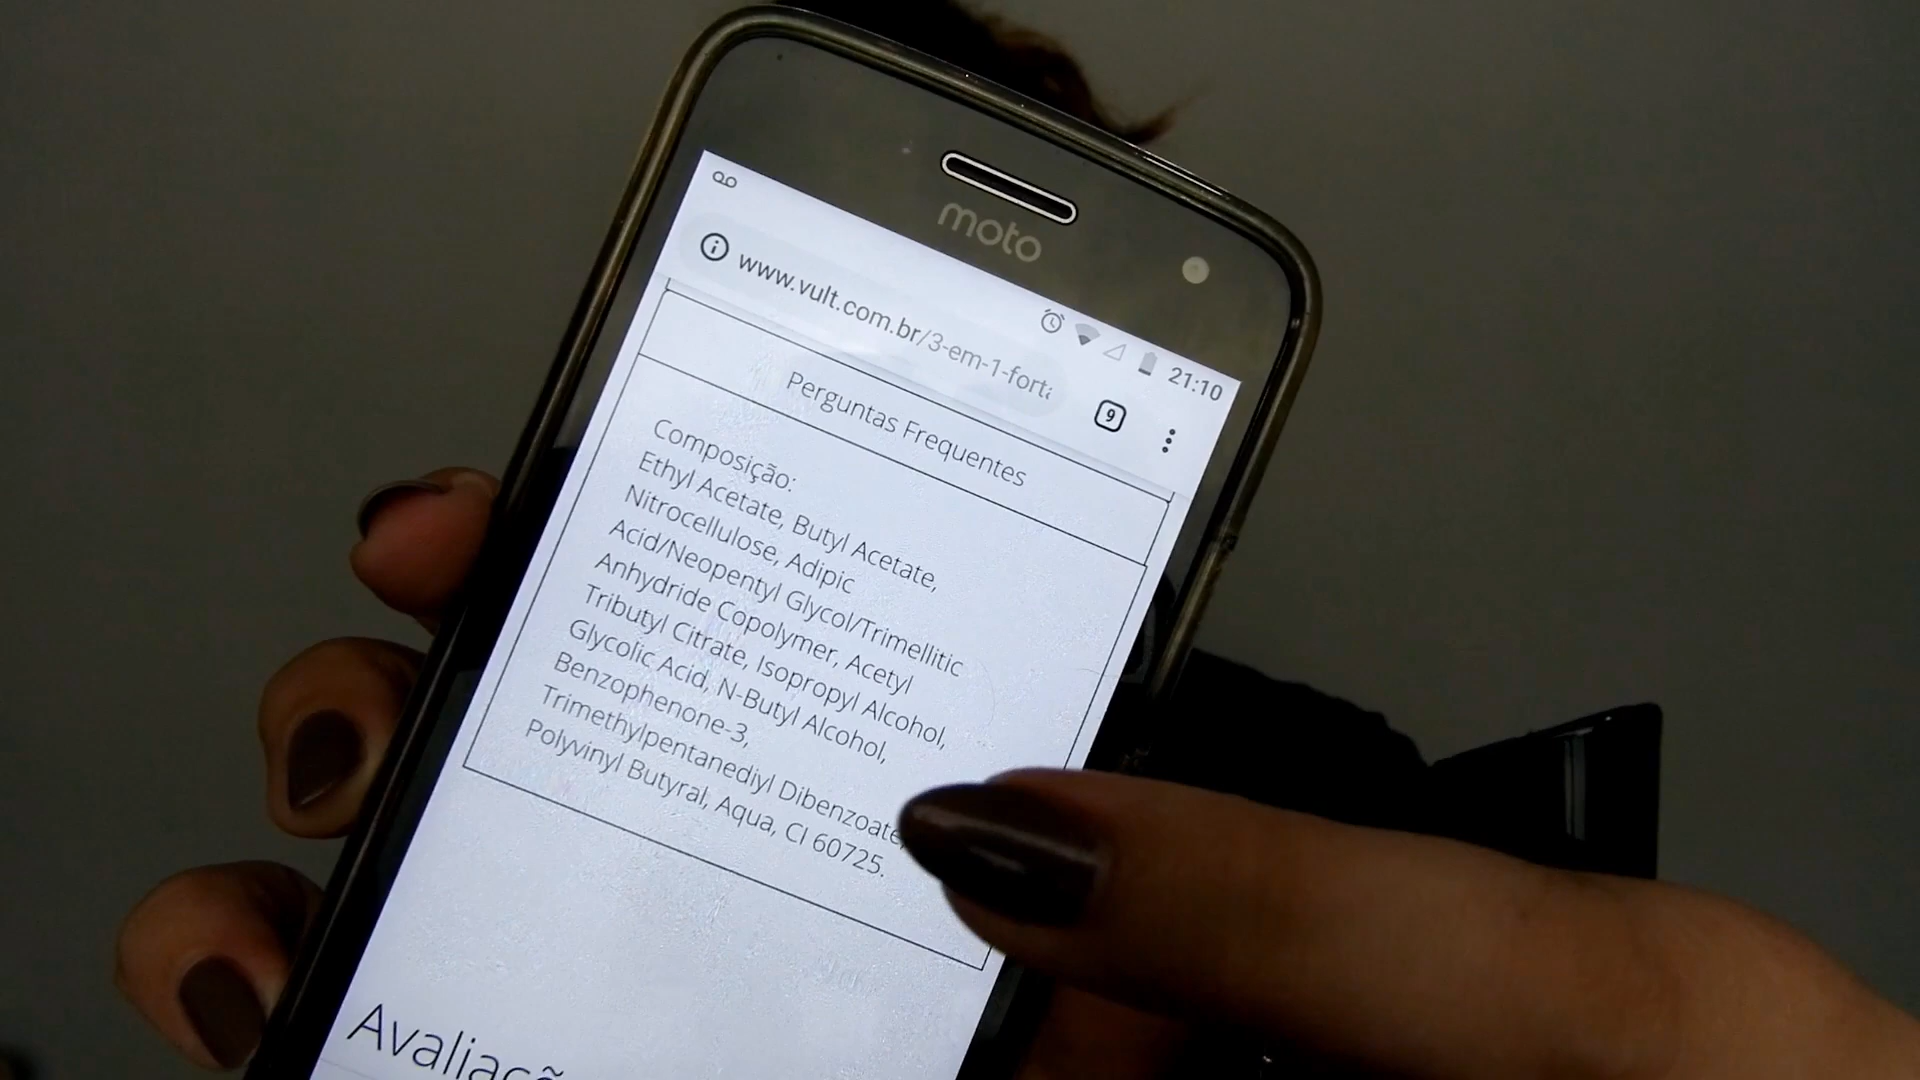 moto
21:10
www.vult.com.br/3-em-1-forta
9
Perguntas Frequentes
Composição:
Ethyl Acetate, Butyl Acetate,
Nitrocellulose, Adipic
Acid/Neopentyl Glycol/Trimellitic
Anhydride Copolymer, Acetyl
Tributyl Citrate, Isopropyl Alcohol,
Glycolic Acid, N-Butyl Alcohol,
Benzophenone-3,
Trimethylpentanediyl Dibenzoate,
Polyvinyl Butyral, Aqua, CI 60725.